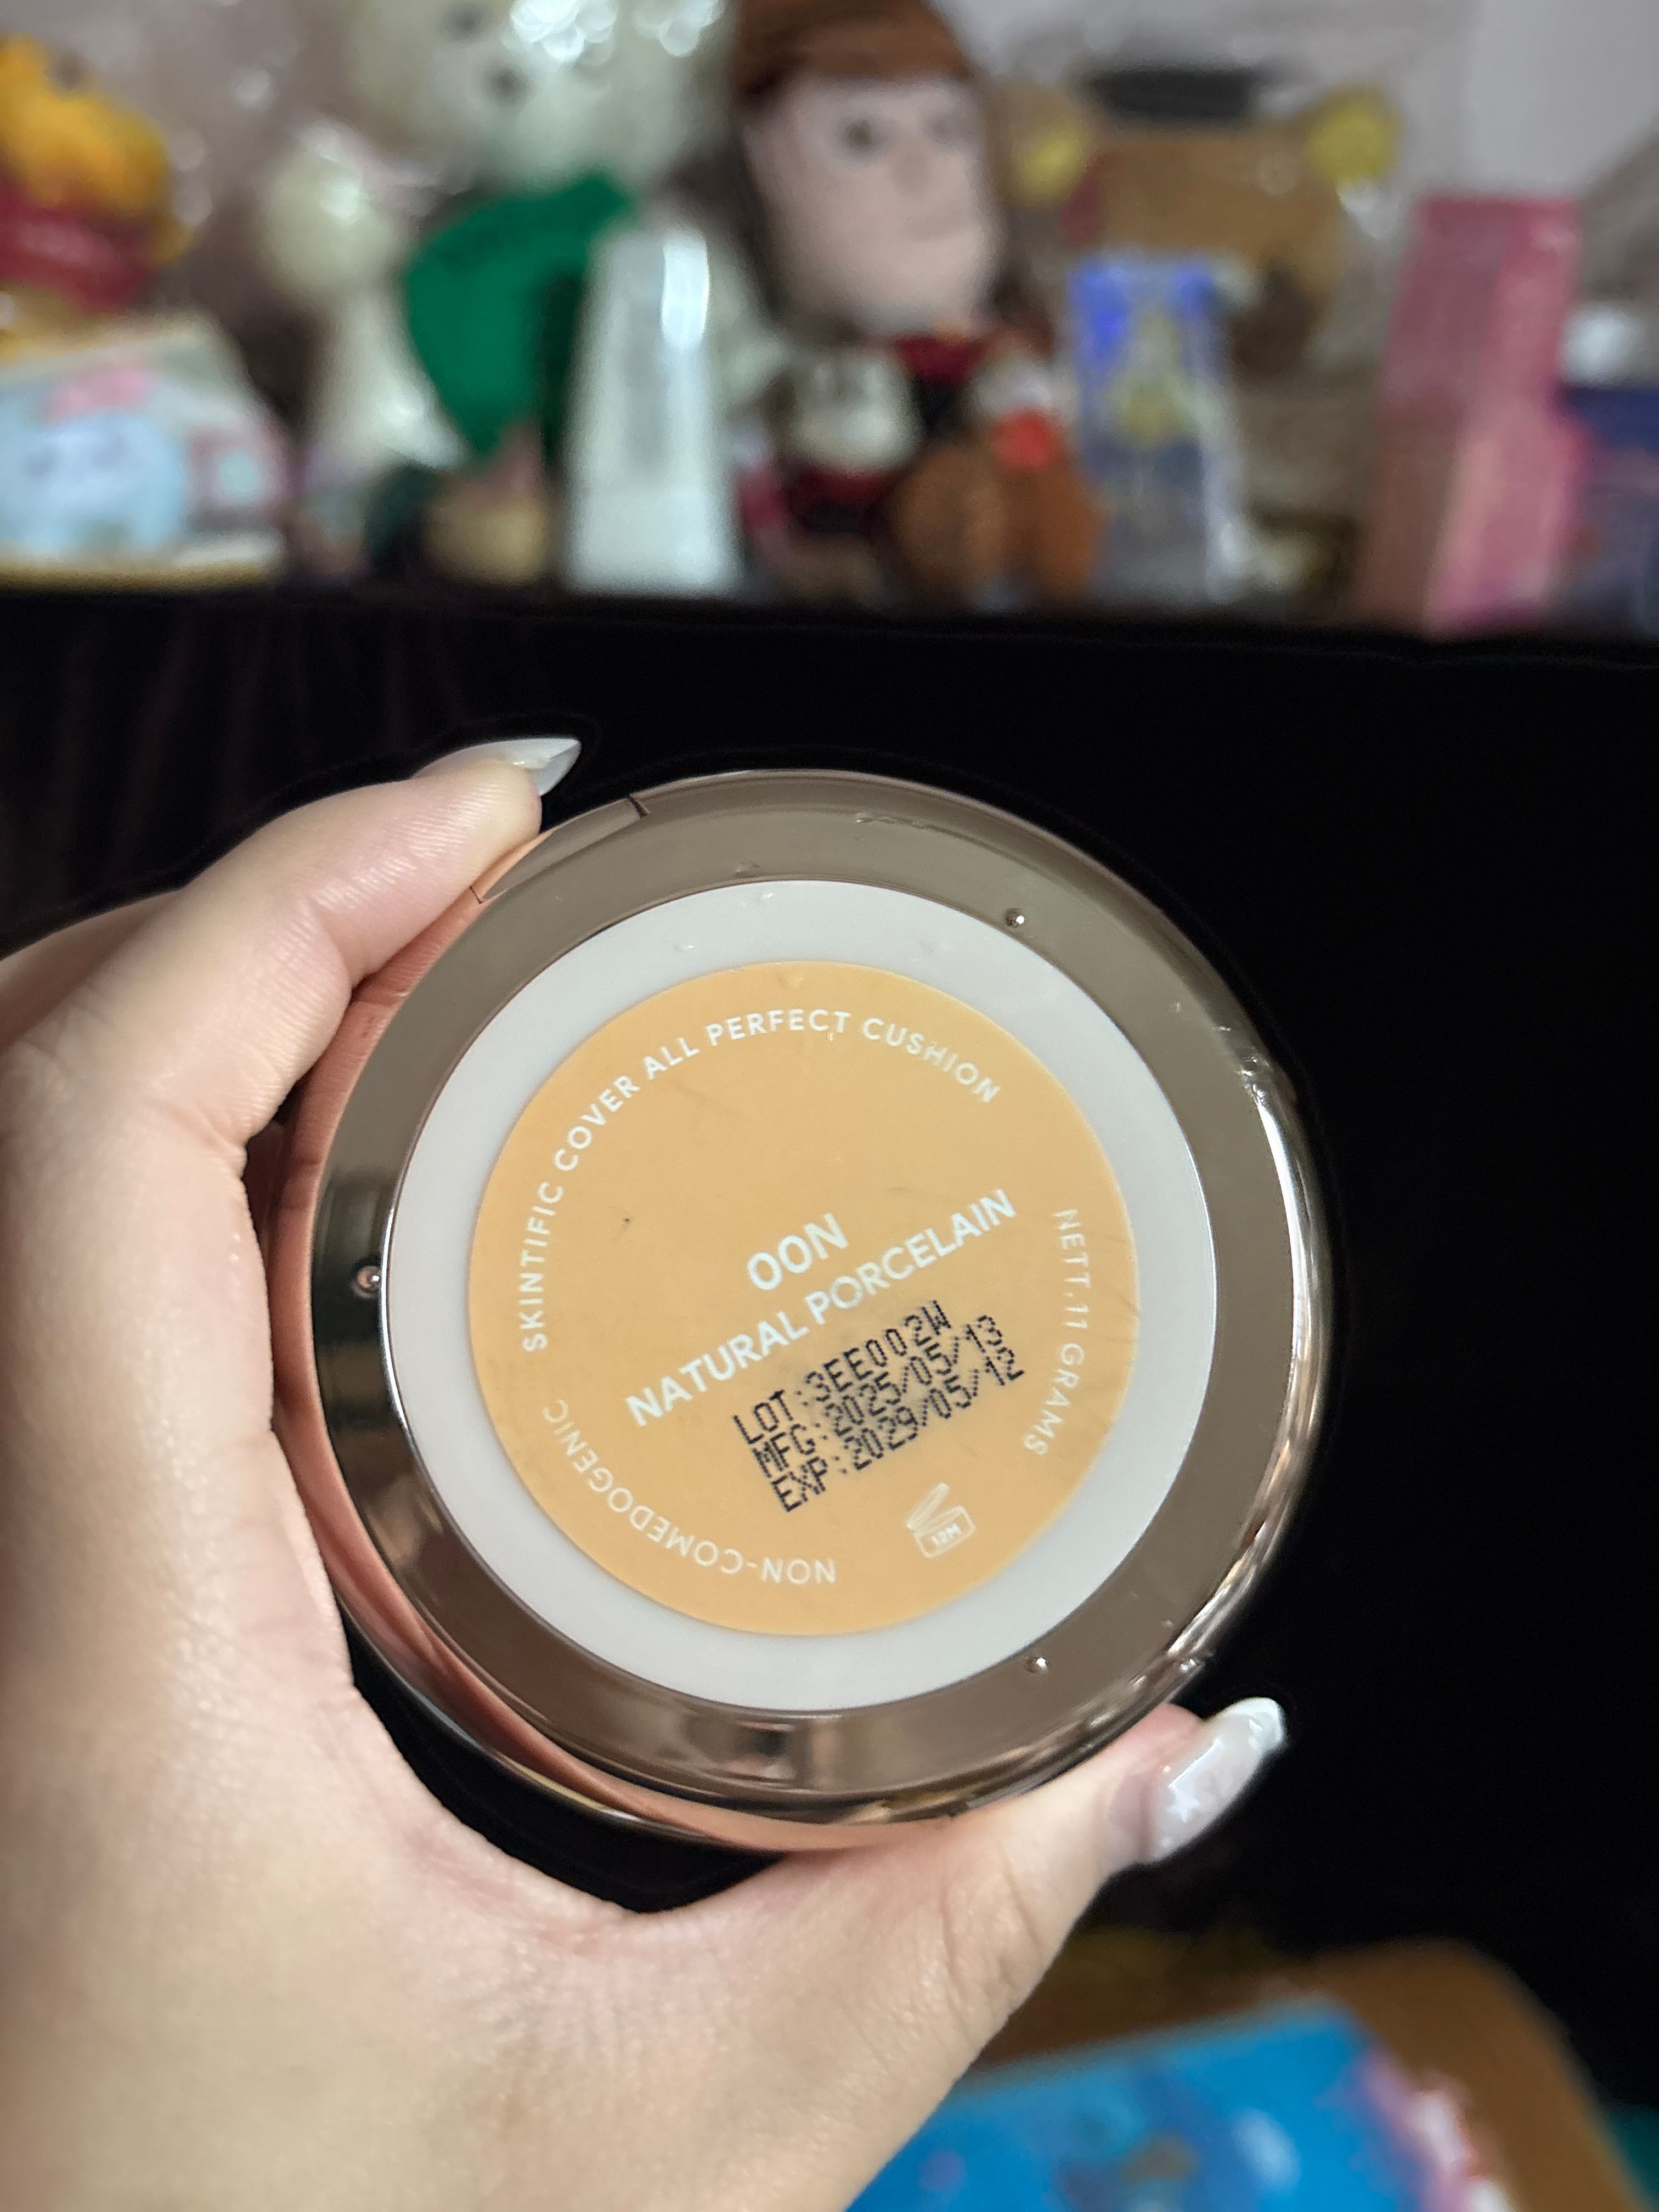 SKINTIFIC COVER ALL PERFECT CUSHION
00N
NATURAL PORCELAIN
LOT:3EE002W
MFG:2025/05/13
EXP:2029/05/12
NETT.11 GRAMS
12M
NON-COMEDOGENIC